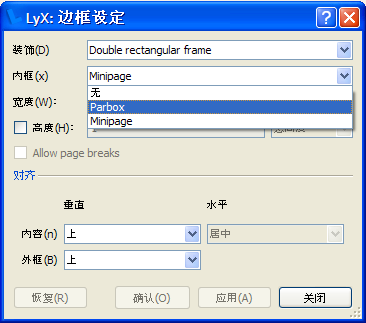 LyX: 边框设定
装饰(D) Double rectangular frame
内框(x) Minipage
宽度(W): 无
Parbox
高度(H): Minipage
Allow page breaks
对齐
垂直 水平
内容(n) 上 居中
外框(B) 上
恢复(R) 确认(O) 应用(A) 关闭